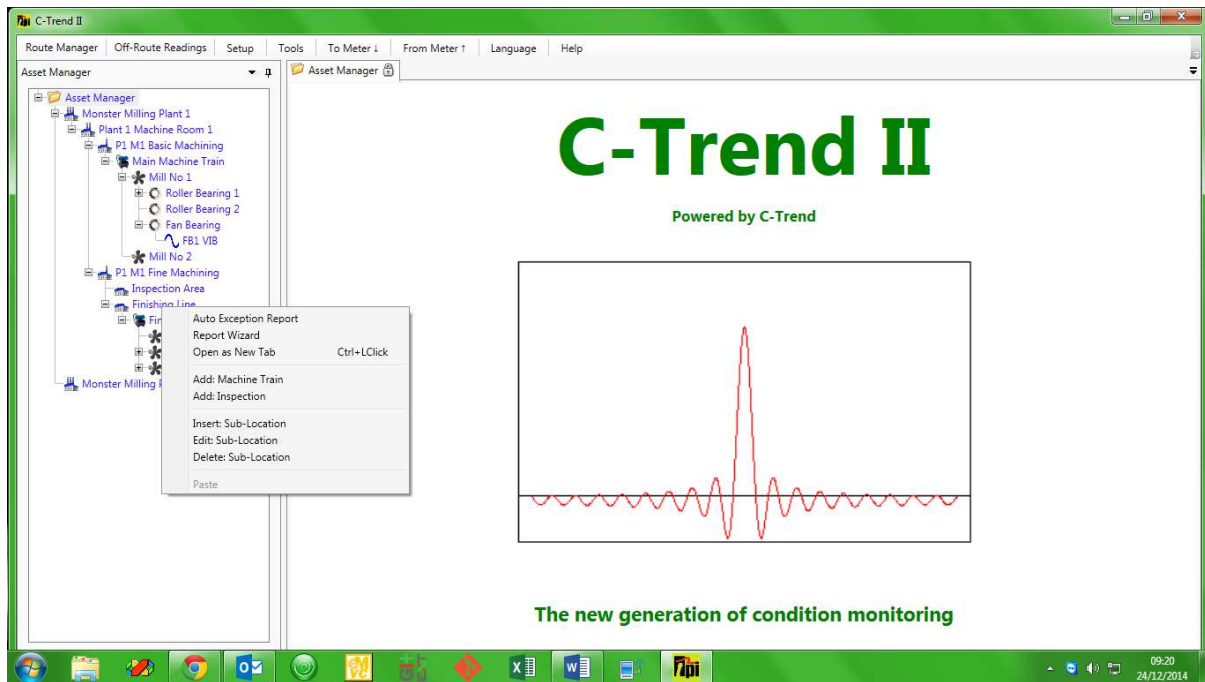 C-Trend II
Route Manager Off-Route Readings Setup Tools To Meter ↓ From Meter ↑ Language Help
Asset Manager
Asset Manager
Asset Manager
Monster Milling Plant 1
Plant 1 Machine Room 1
P1 M1 Basic Machining
Main Machine Train
Mill No 1
Roller Bearing 1
Roller Bearing 2
Fan Bearing
FB1 VIB
Mill No 2
P1 M1 Fine Machining
Inspection Area
Finishing Line
Fin
Monster Milling
Auto Exception Report
Report Wizard
Open as New Tab Ctrl+LClick
Add: Machine Train
Add: Inspection
Insert: Sub-Location
Edit: Sub-Location
Delete: Sub-Location
Paste
C-Trend II
Powered by C-Trend
The new generation of condition monitoring
09:20
24/12/2014